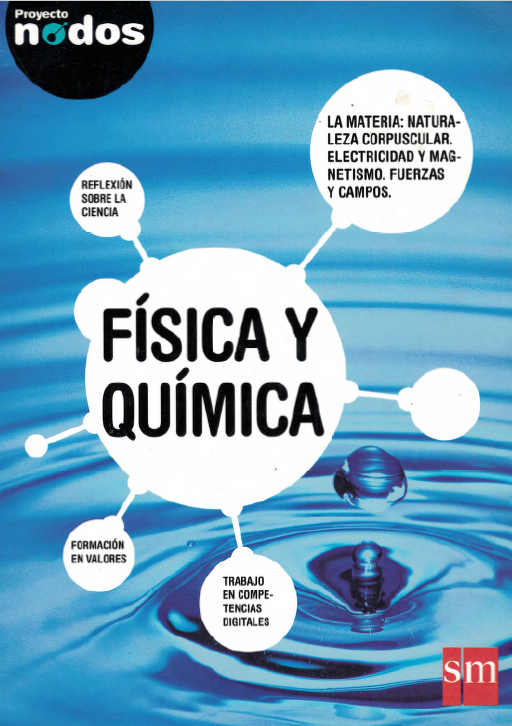 Proyecto
nodos
LA MATERIA: NATURA-
LEZA CORPUSCULAR.
ELECTRICIDAD Y MAG-
NETISMO. FUERZAS
Y CAMPOS.
REFLEXIÓN
SOBRE LA
CIENCIA
FÍSICA Y
QUÍMICA
FORMACIÓN
EN VALORES
TRABAJO
EN COMPE-
TENCIAS
DIGITALES
sm